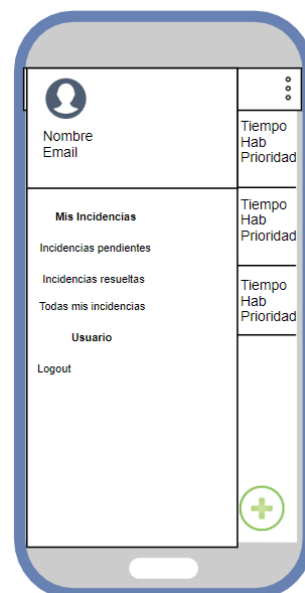 Nombre
Email
Mis Incidencias
Incidencias pendientes
Incidencias resueltas
Todas mis incidencias
Usuario
Logout
Tiempo
Hab
Prioridad
Tiempo
Hab
Prioridad
Tiempo
Hab
Prioridad